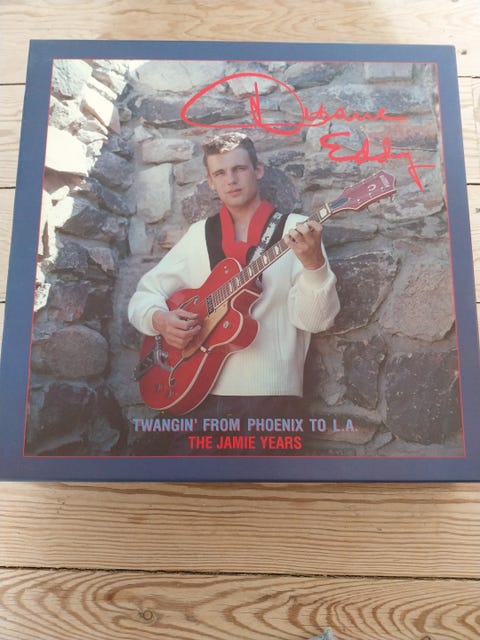 Duane
Eddy
TWANGIN' FROM PHOENIX TO L.A.
THE JAMIE YEARS